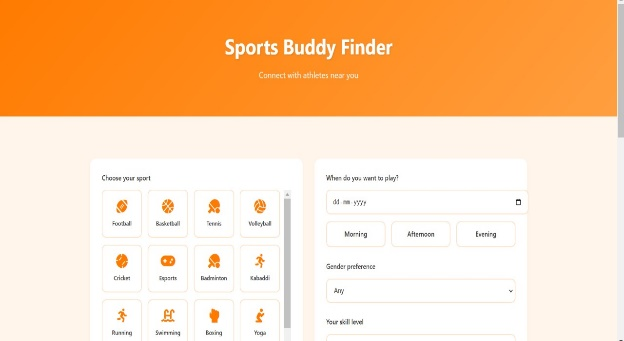 Sports Buddy Finder
Connect with athletes near you
Choose your sport
Football
Basketball
Tennis
Volleyball
Cricket
Esports
Badminton
Kabaddi
Running
Swimming
Boxing
Yoga
When do you want to play?
dd-mm-yyyy
Morning
Afternoon
Evening
Gender preference
Any
Your skill level